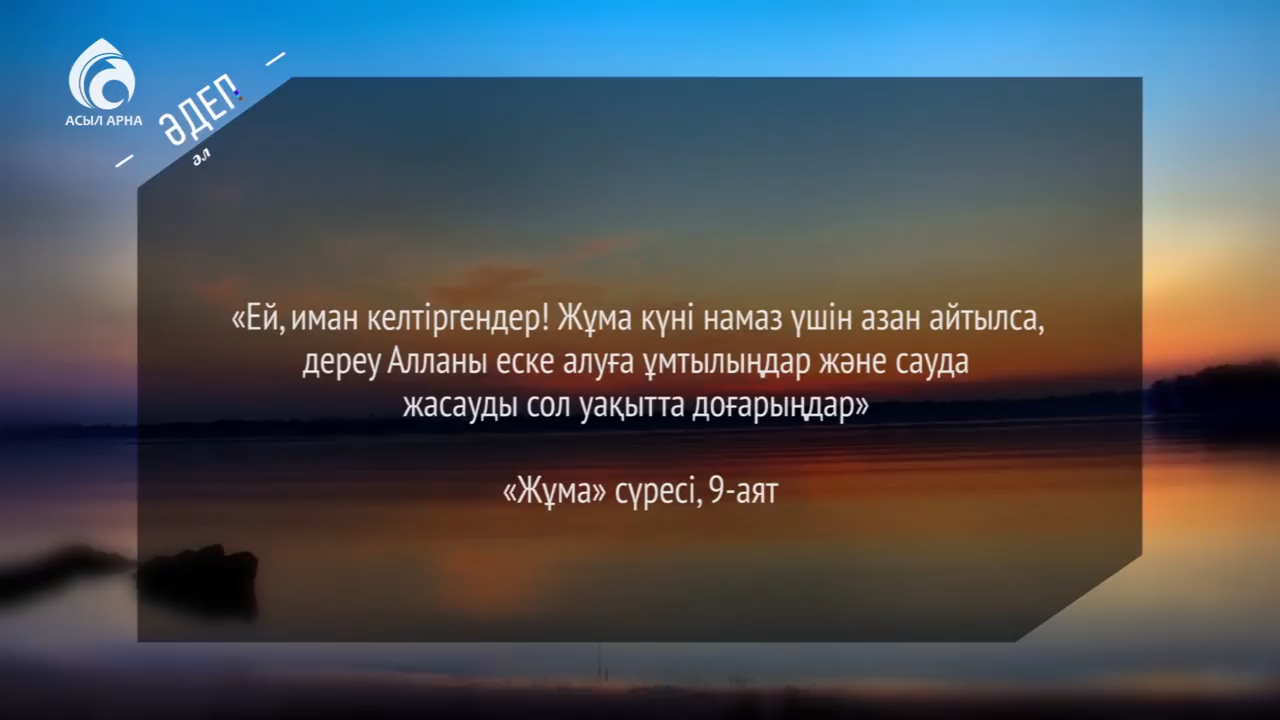 АСЫЛ АРНА
ӘДЕП
әл
«Ей, иман келтіргендер! Жұма күні намаз үшін азан айтылса,
дереу Алланы еске алуға ұмтылыңдар және сауда
жасауды сол уақытта доғарыңдар»
«Жұма» сүресі, 9-аят